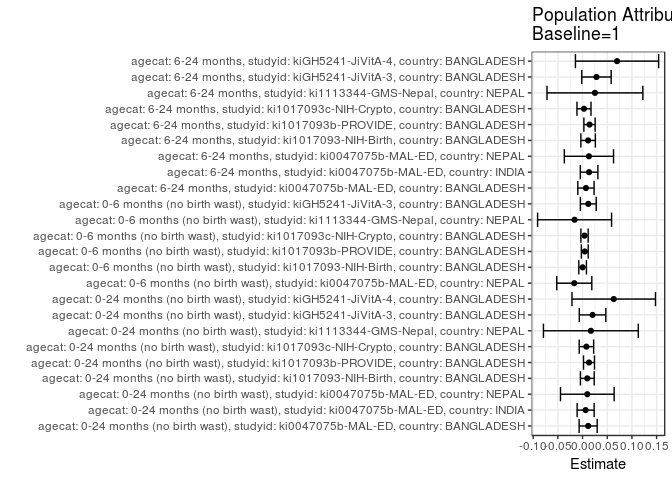 Population Attribu
Baseline=1
agecat: 6-24 months, studyid: kiGH5241-JiVitA-4, country: BANGLADESH
agecat: 6-24 months, studyid: kiGH5241-JiVitA-3, country: BANGLADESH
agecat: 6-24 months, studyid: ki1113344-GMS-Nepal, country: NEPAL
agecat: 6-24 months, studyid: ki1017093c-NIH-Crypto, country: BANGLADESH
agecat: 6-24 months, studyid: ki1017093b-PROVIDE, country: BANGLADESH
agecat: 6-24 months, studyid: ki1017093-NIH-Birth, country: BANGLADESH
agecat: 6-24 months, studyid: ki0047075b-MAL-ED, country: NEPAL
agecat: 6-24 months, studyid: ki0047075b-MAL-ED, country: INDIA
agecat: 6-24 months, studyid: ki0047075b-MAL-ED, country: BANGLADESH
agecat: 0-6 months (no birth wast), studyid: kiGH5241-JiVitA-3, country: BANGLADESH
agecat: 0-6 months (no birth wast), studyid: ki1113344-GMS-Nepal, country: NEPAL
agecat: 0-6 months (no birth wast), studyid: ki1017093c-NIH-Crypto, country: BANGLADESH
agecat: 0-6 months (no birth wast), studyid: ki1017093b-PROVIDE, country: BANGLADESH
agecat: 0-6 months (no birth wast), studyid: ki1017093-NIH-Birth, country: BANGLADESH
agecat: 0-6 months (no birth wast), studyid: ki0047075b-MAL-ED, country: NEPAL
agecat: 0-24 months (no birth wast), studyid: kiGH5241-JiVitA-4, country: BANGLADESH
agecat: 0-24 months (no birth wast), studyid: kiGH5241-JiVitA-3, country: BANGLADESH
agecat: 0-24 months (no birth wast), studyid: ki1113344-GMS-Nepal, country: NEPAL
agecat: 0-24 months (no birth wast), studyid: ki1017093c-NIH-Crypto, country: BANGLADESH
agecat: 0-24 months (no birth wast), studyid: ki1017093b-PROVIDE, country: BANGLADESH
agecat: 0-24 months (no birth wast), studyid: ki1017093-NIH-Birth, country: BANGLADESH
agecat: 0-24 months (no birth wast), studyid: ki0047075b-MAL-ED, country: NEPAL
agecat: 0-24 months (no birth wast), studyid: ki0047075b-MAL-ED, country: INDIA
agecat: 0-24 months (no birth wast), studyid: ki0047075b-MAL-ED, country: BANGLADESH
-0.10 -0.05 0.00 0.05 0.10 0.15
Estimate